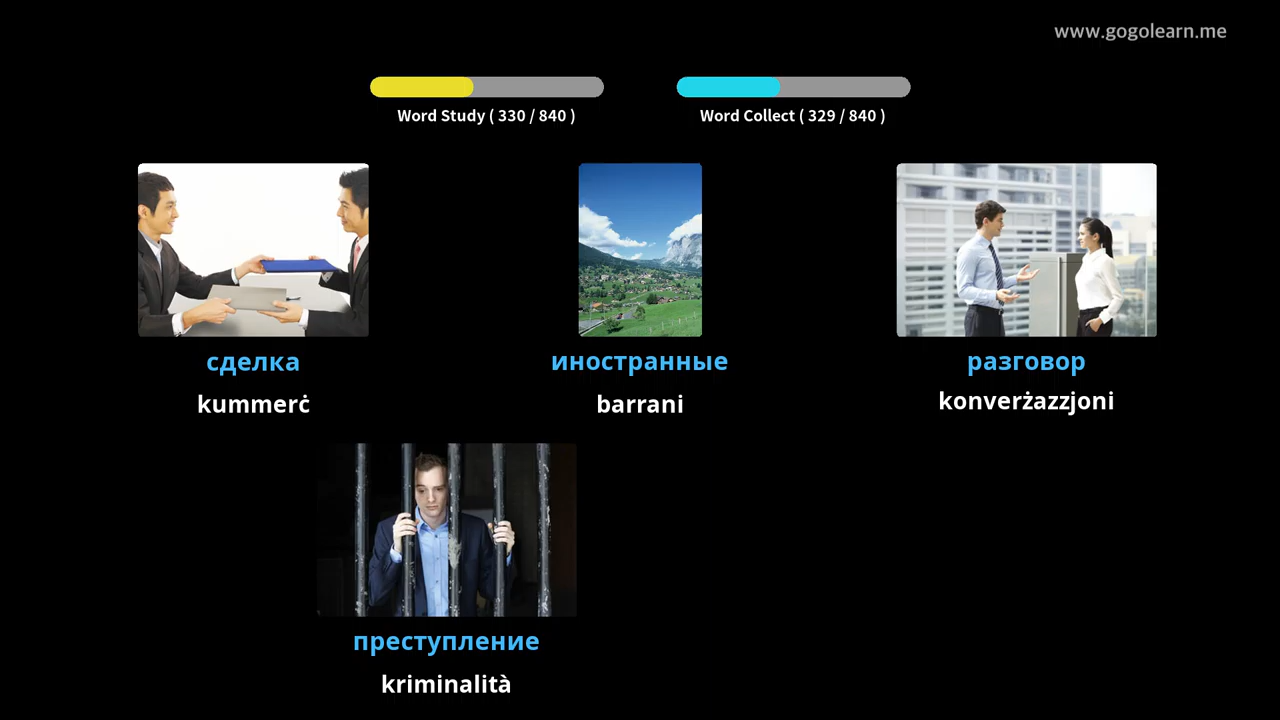 www.gogolearn.me
Word Study ( 330 / 840 )
Word Collect ( 329 / 840 )
сделка
kummerċ
иностранные
barrani
разговор
konverżazzjoni
преступление
kriminalità